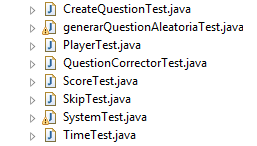 CreateQuestionTest.java
generarQuestionAleatoriaTest.java
PlayerTest.java
QuestionCorrectorTest.java
ScoreTest.java
SkipTest.java
SystemTest.java
TimeTest.java